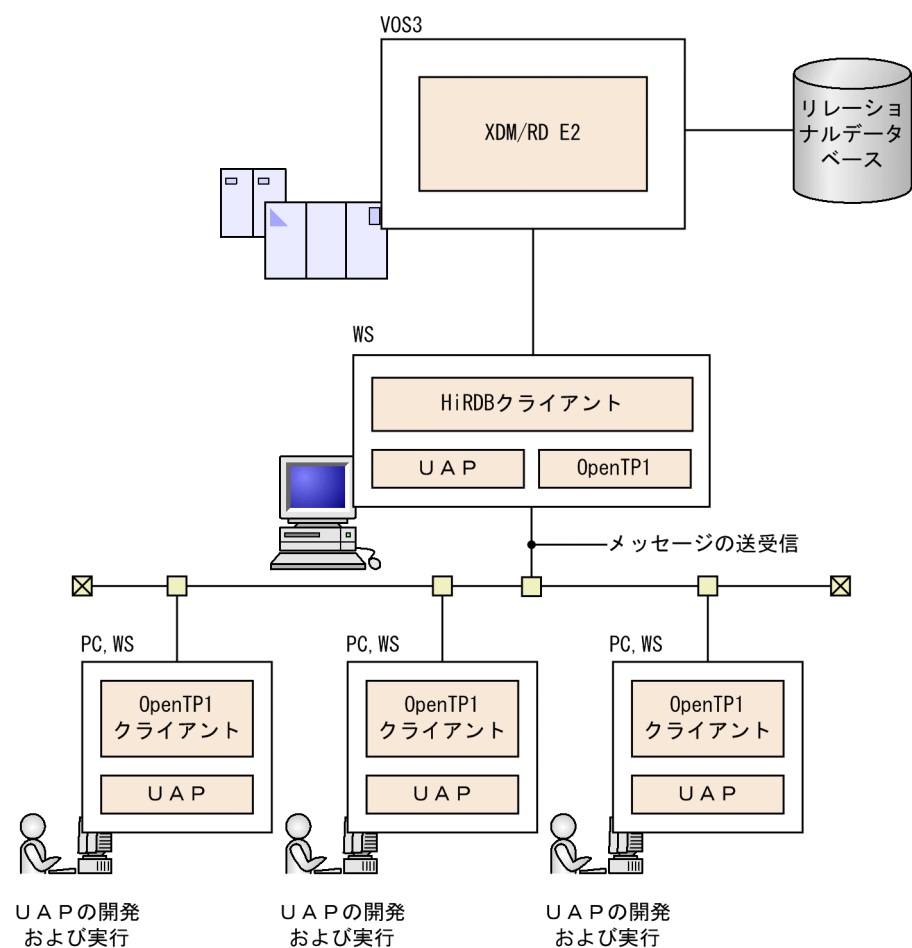 VOS3
XDM/RD E2
リレーショ
ナルデータ
ベース
WS
HiRDBクライアント
ＵＡＰ
OpenTP1
メッセージの送受信
PC,WS
OpenTP1
クライアント
ＵＡＰ
ＵＡＰの開発
および実行
PC,WS
OpenTP1
クライアント
ＵＡＰ
ＵＡＰの開発
および実行
PC,WS
OpenTP1
クライアント
ＵＡＰ
ＵＡＰの開発
および実行